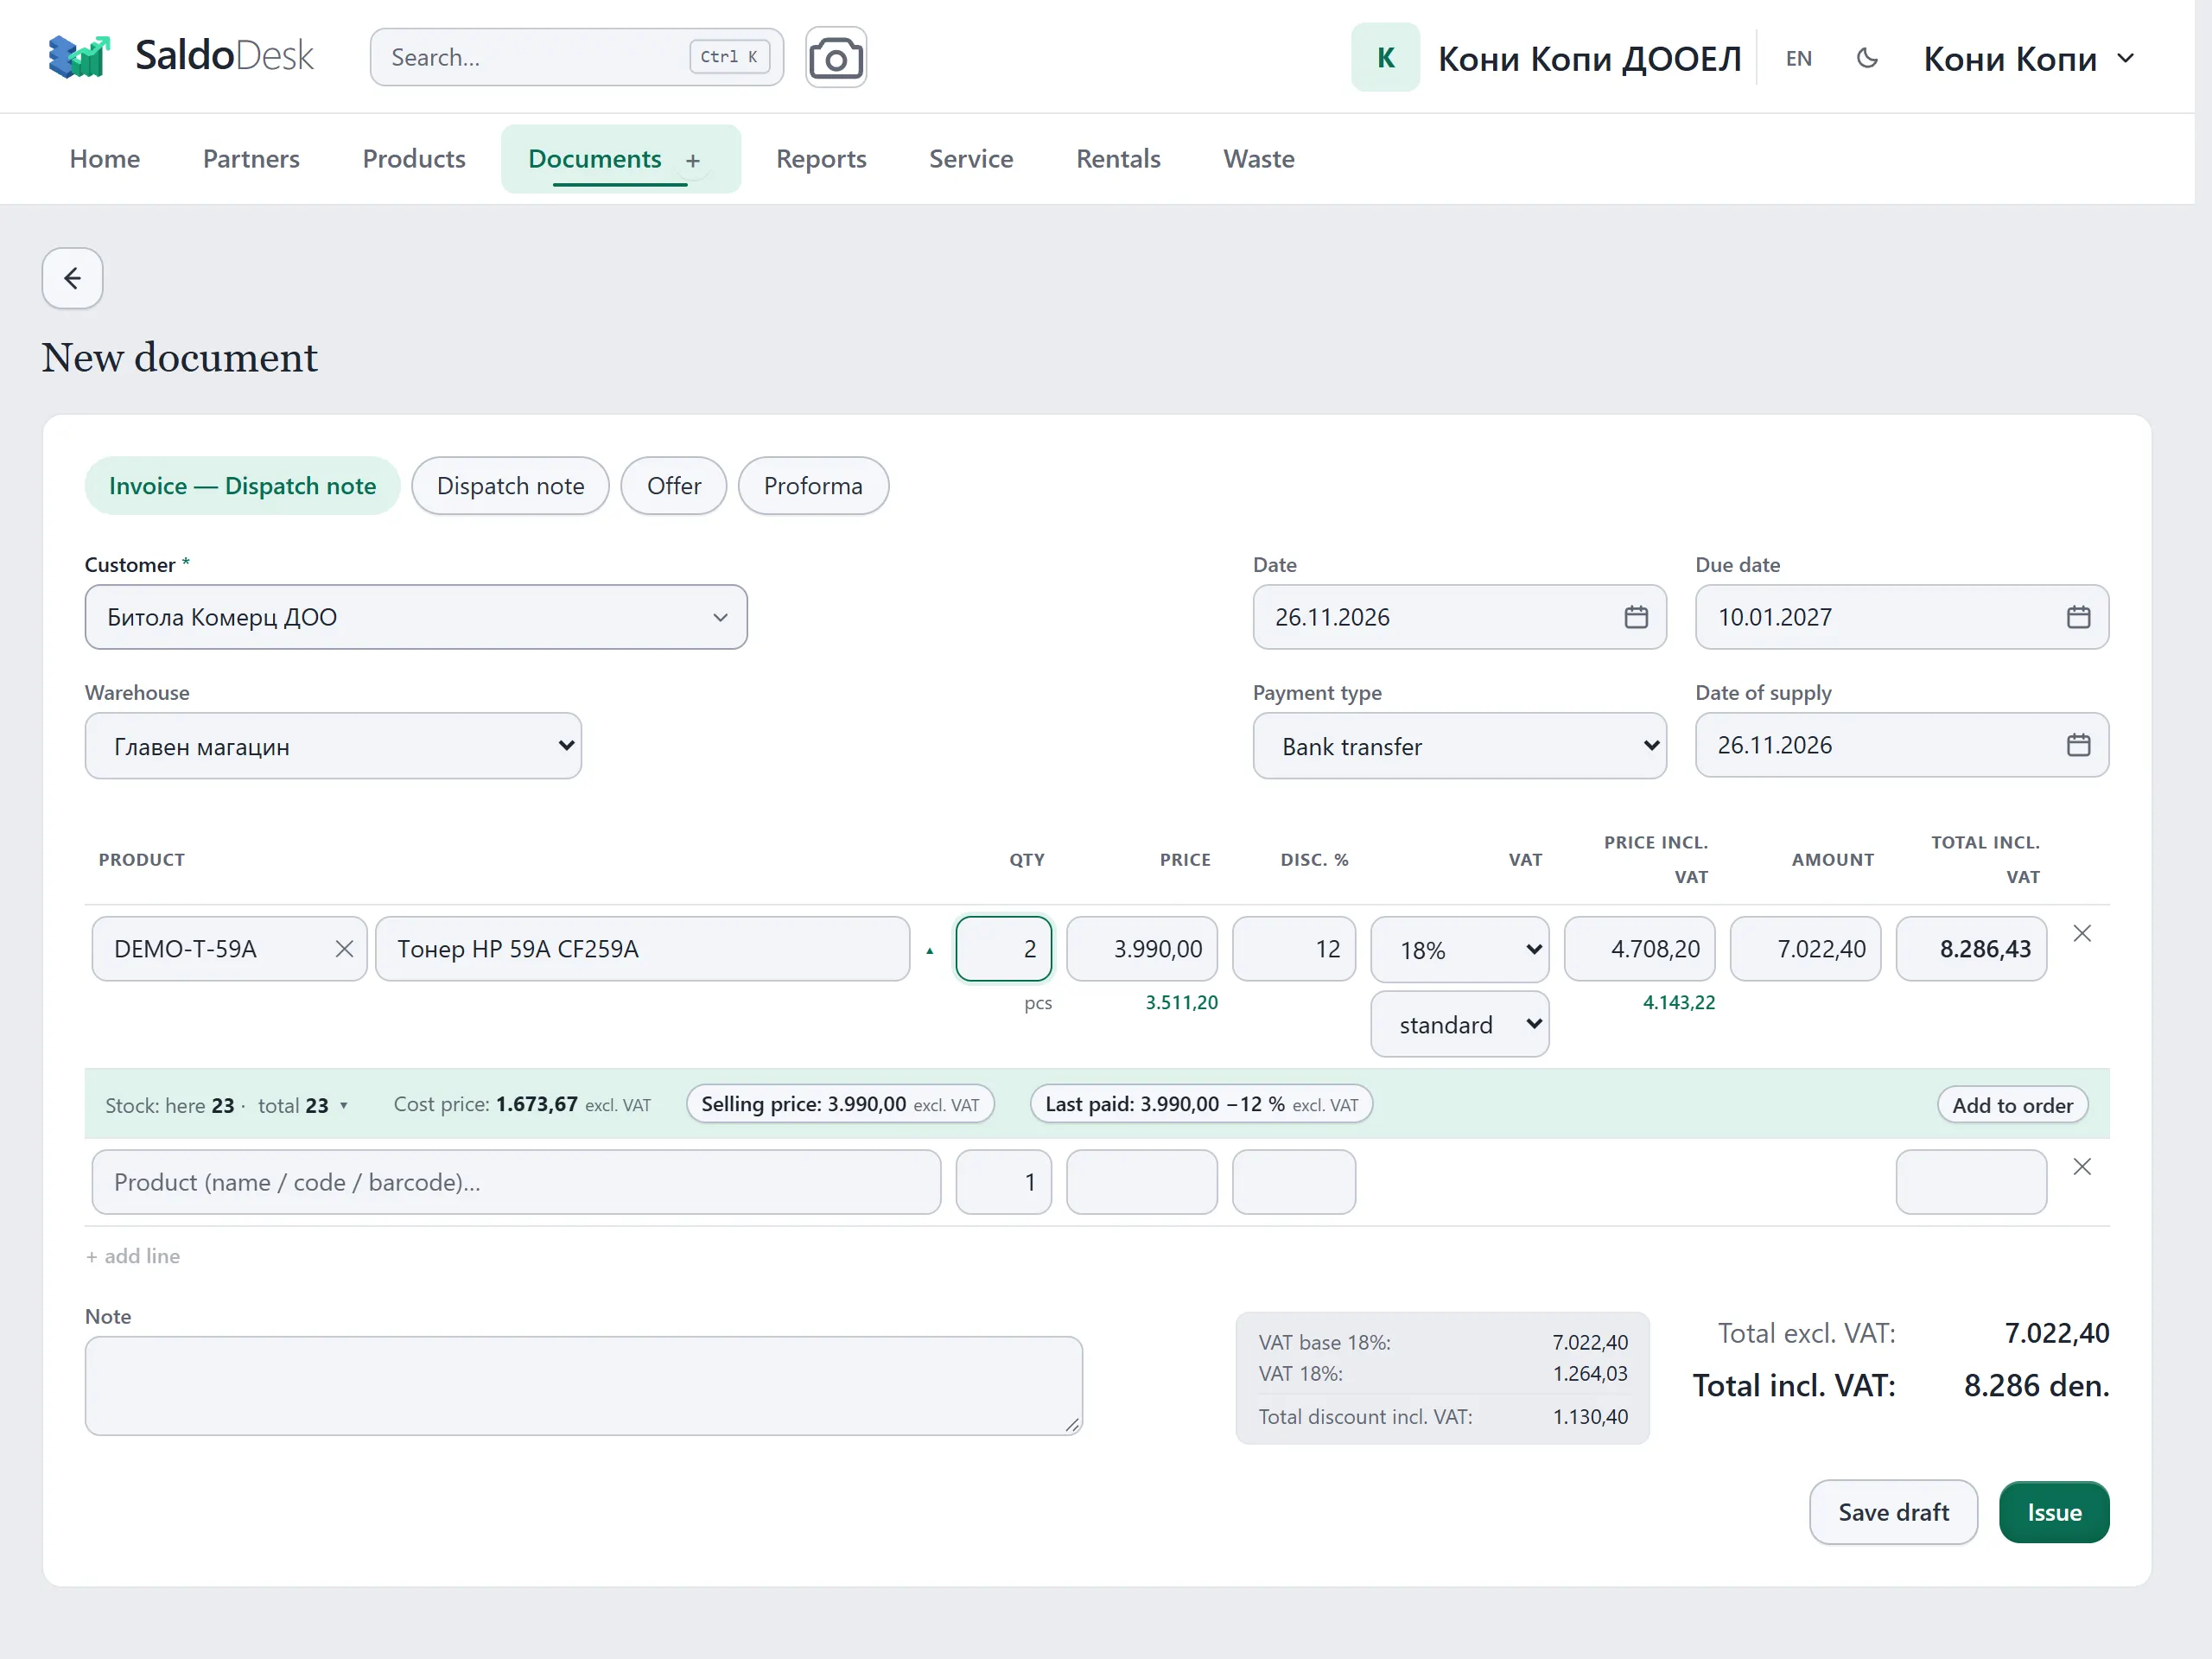 SaldoDesk
Search... Ctrl K
K Кони Копи ДООЕЛ EN Кони Копи
Home Partners Products Documents + Reports Service Rentals Waste
New document
Invoice — Dispatch note Dispatch note Offer Proforma
Customer * Date Due date
Битола Комерц ДОО 26.11.2026 10.01.2027
Warehouse Payment type Date of supply
Главен магацин Bank transfer 26.11.2026
PRODUCT QTY PRICE DISC. % VAT PRICE INCL. VAT AMOUNT TOTAL INCL. VAT
DEMO-T-59A Тонер HP 59A CF259A 2 3.990,00 12 18% 4.708,20 7.022,40 8.286,43
pcs 3.511,20 4.143,22
standard
Stock: here 23 · total 23 ▾ Cost price: 1.673,67 excl. VAT Selling price: 3.990,00 excl. VAT Last paid: 3.990,00 −12 % excl. VAT Add to order
Product (name / code / barcode)... 1
+ add line
Note
VAT base 18%: 7.022,40
VAT 18%: 1.264,03
Total discount incl. VAT: 1.130,40
Total excl. VAT: 7.022,40
Total incl. VAT: 8.286 den.
Save draft Issue